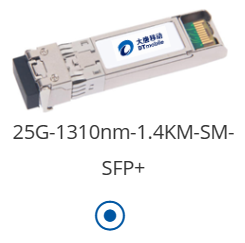 大唐移动
DTmobile
25G-1310nm-1.4KM-SM-
SFP+